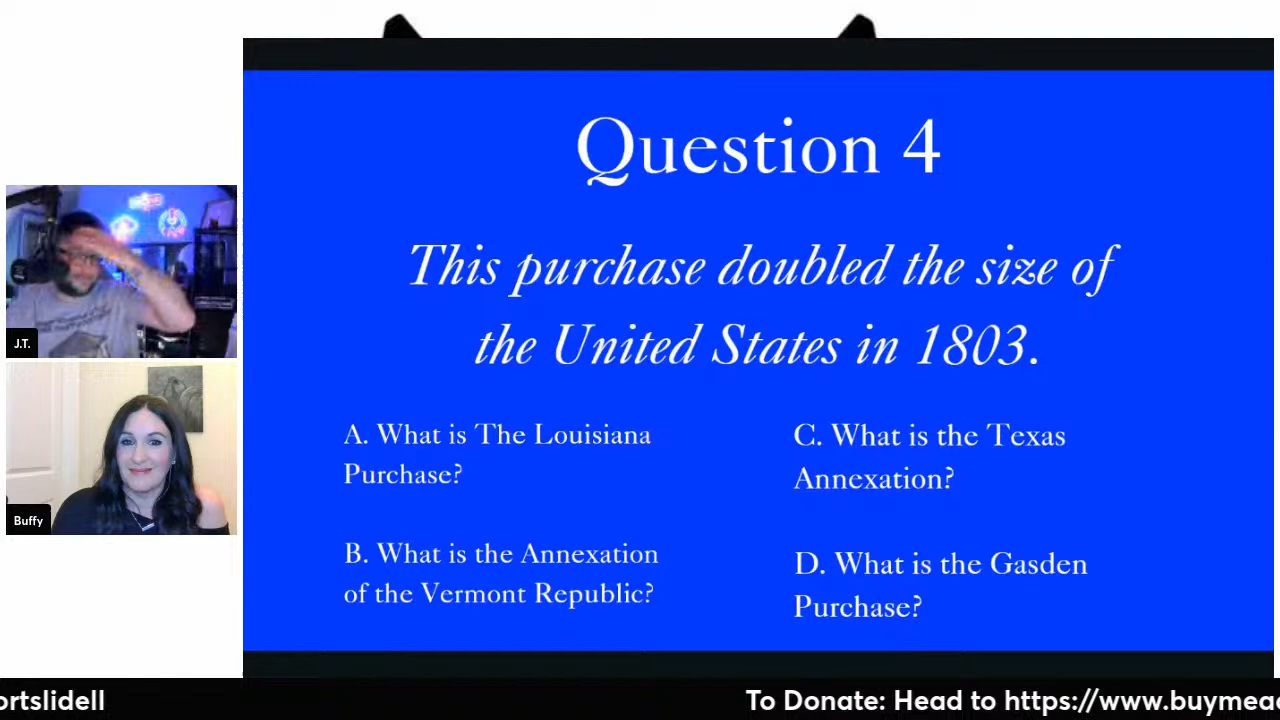 Question 4
This purchase doubled the size of
the United States in 1803.
A. What is The Louisiana
Purchase?
B. What is the Annexation
of the Vermont Republic?
C. What is the Texas
Annexation?
D. What is the Gasden
Purchase?
J.T.
Buffy
ortslidell
To Donate: Head to https://www.buymeac